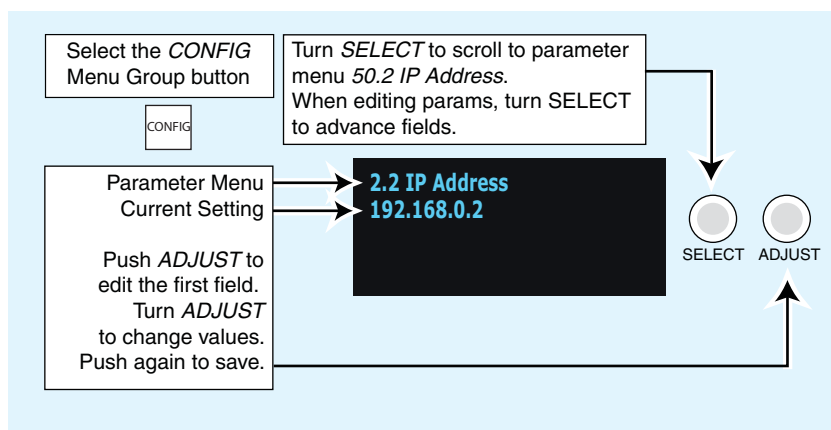 Select the CONFIG
Menu Group button
CONFIG
Turn SELECT to scroll to parameter
menu 50.2 IP Address.
When editing params, turn SELECT
to advance fields.
Parameter Menu
Current Setting
Push ADJUST to
edit the first field.
Turn ADJUST
to change values.
Push again to save.
2.2 IP Address
192.168.0.2
SELECT
ADJUST